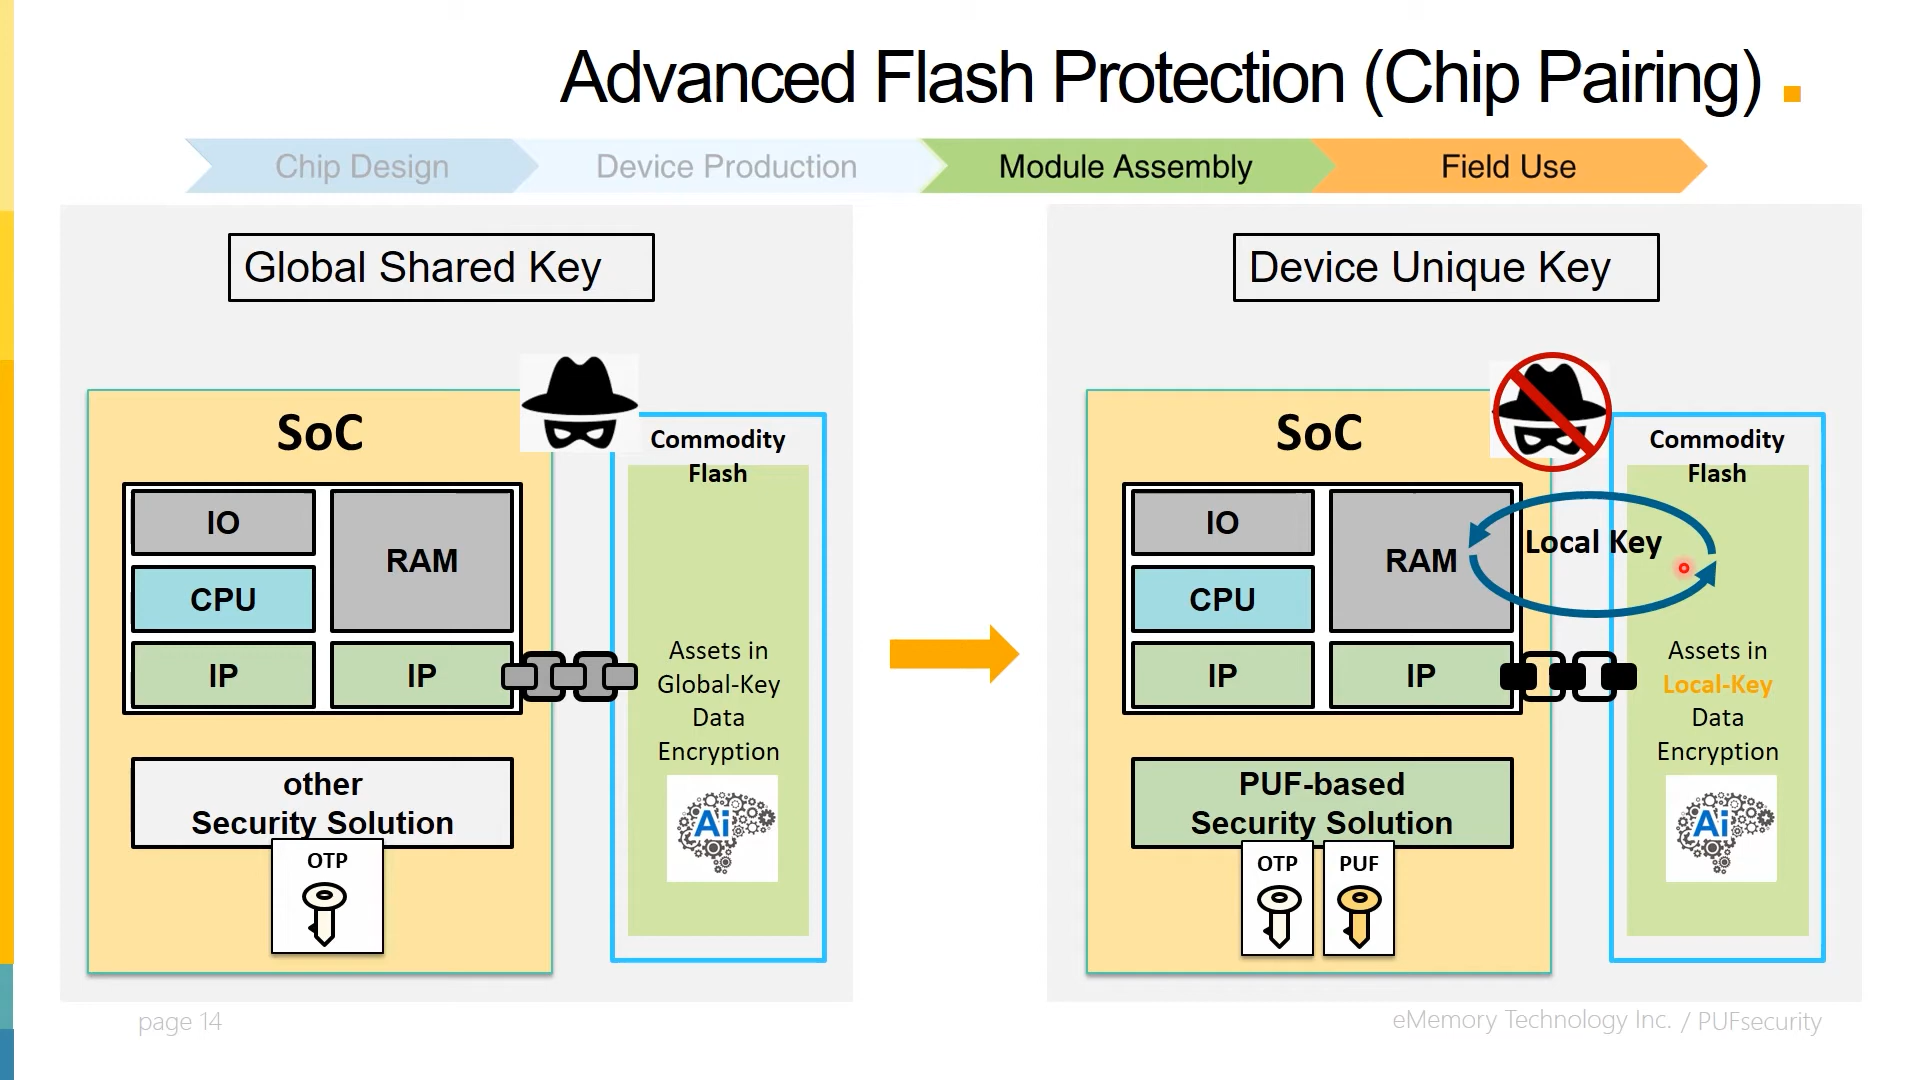 Advanced Flash Protection (Chip Pairing)
Chip Design
Device Production
Module Assembly
Field Use
Global Shared Key
SoC
IO
CPU
RAM
IP
IP
other
Security Solution
OTP
Commodity
Flash
Assets in
Global-Key
Data
Encryption
Ai
Device Unique Key
SoC
IO
CPU
RAM
IP
IP
Local Key
PUF-based
Security Solution
OTP
PUF
Commodity
Flash
Assets in
Local-Key
Data
Encryption
Ai
page 14
eMemory Technology Inc. / PUFsecurity